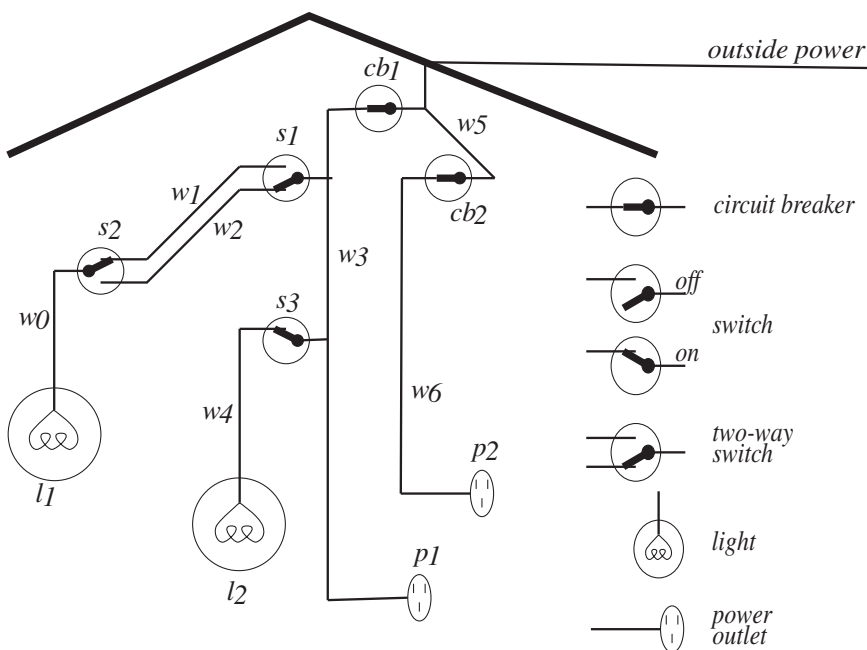 outside power
cb1
w5
s1
cb2
w1
w2
s2
w3
s3
w0
w4
w6
p2
l1
l2
p1
circuit breaker
off
switch
on
two-way
switch
light
power
outlet